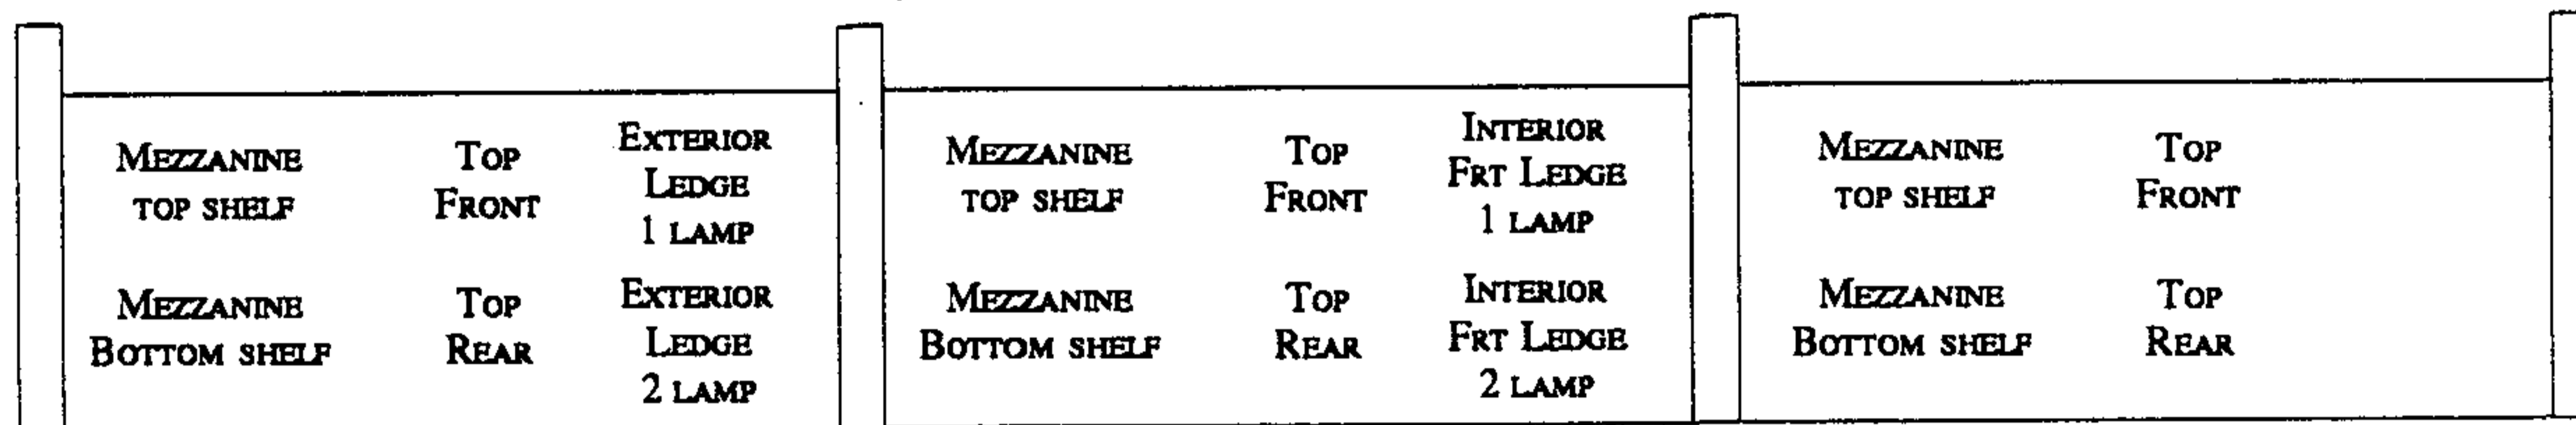 Mezzanine
top shelf
Top
Front
Exterior
Ledge
1 lamp
Mezzanine
Bottom shelf
Top
Rear
Exterior
Ledge
2 lamp
Mezzanine
top shelf
Top
Front
Interior
Frt Ledge
1 lamp
Mezzanine
Bottom shelf
Top
Rear
Interior
Frt Ledge
2 lamp
Mezzanine
top shelf
Top
Front
Mezzanine
Bottom shelf
Top
Rear